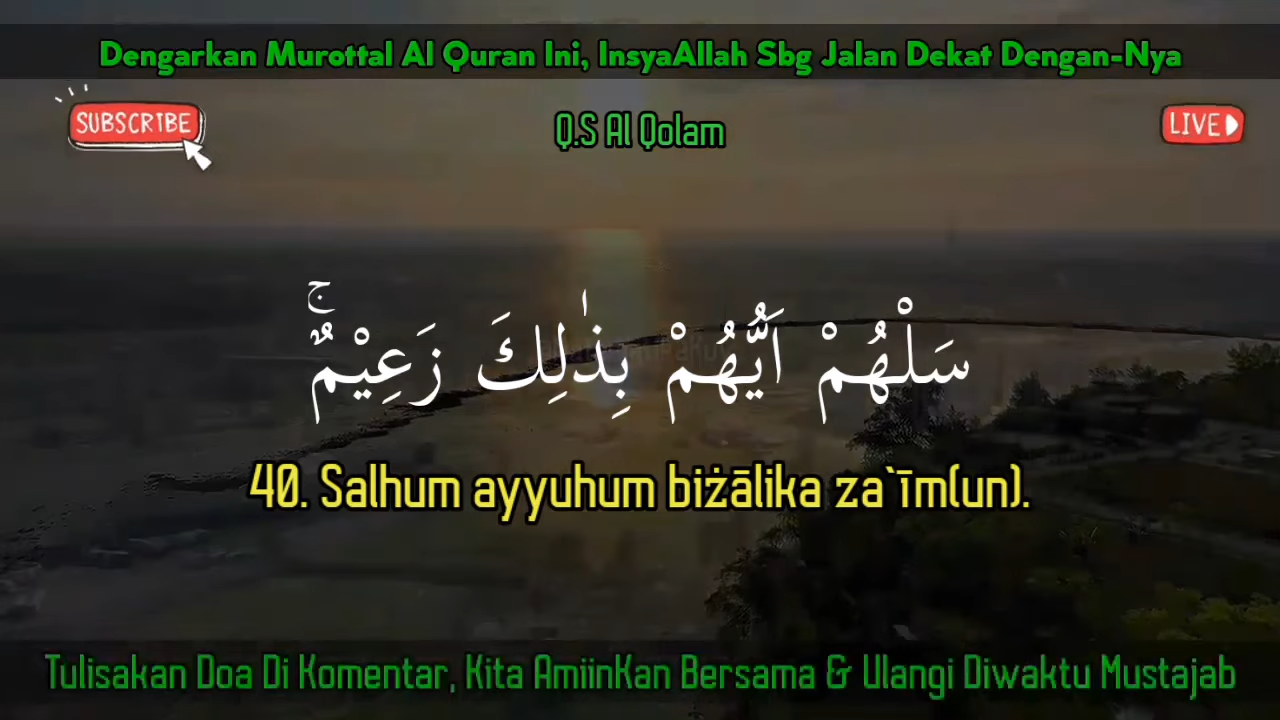 Dengarkan Murottal Al Quran Ini, InsyaAllah Sbg Jalan Dekat Dengan-Nya
SUBSCRIBE
Q.S Al Qolam
LIVE
سَلْهُمْ اَيُّهُمْ بِذٰلِكَ زَعِيْمٌۚ
40. Salhum ayyuhum biżālika za`īm(un).
Tulisakan Doa Di Komentar, Kita AmiinKan Bersama & Ulangi Diwaktu Mustajab